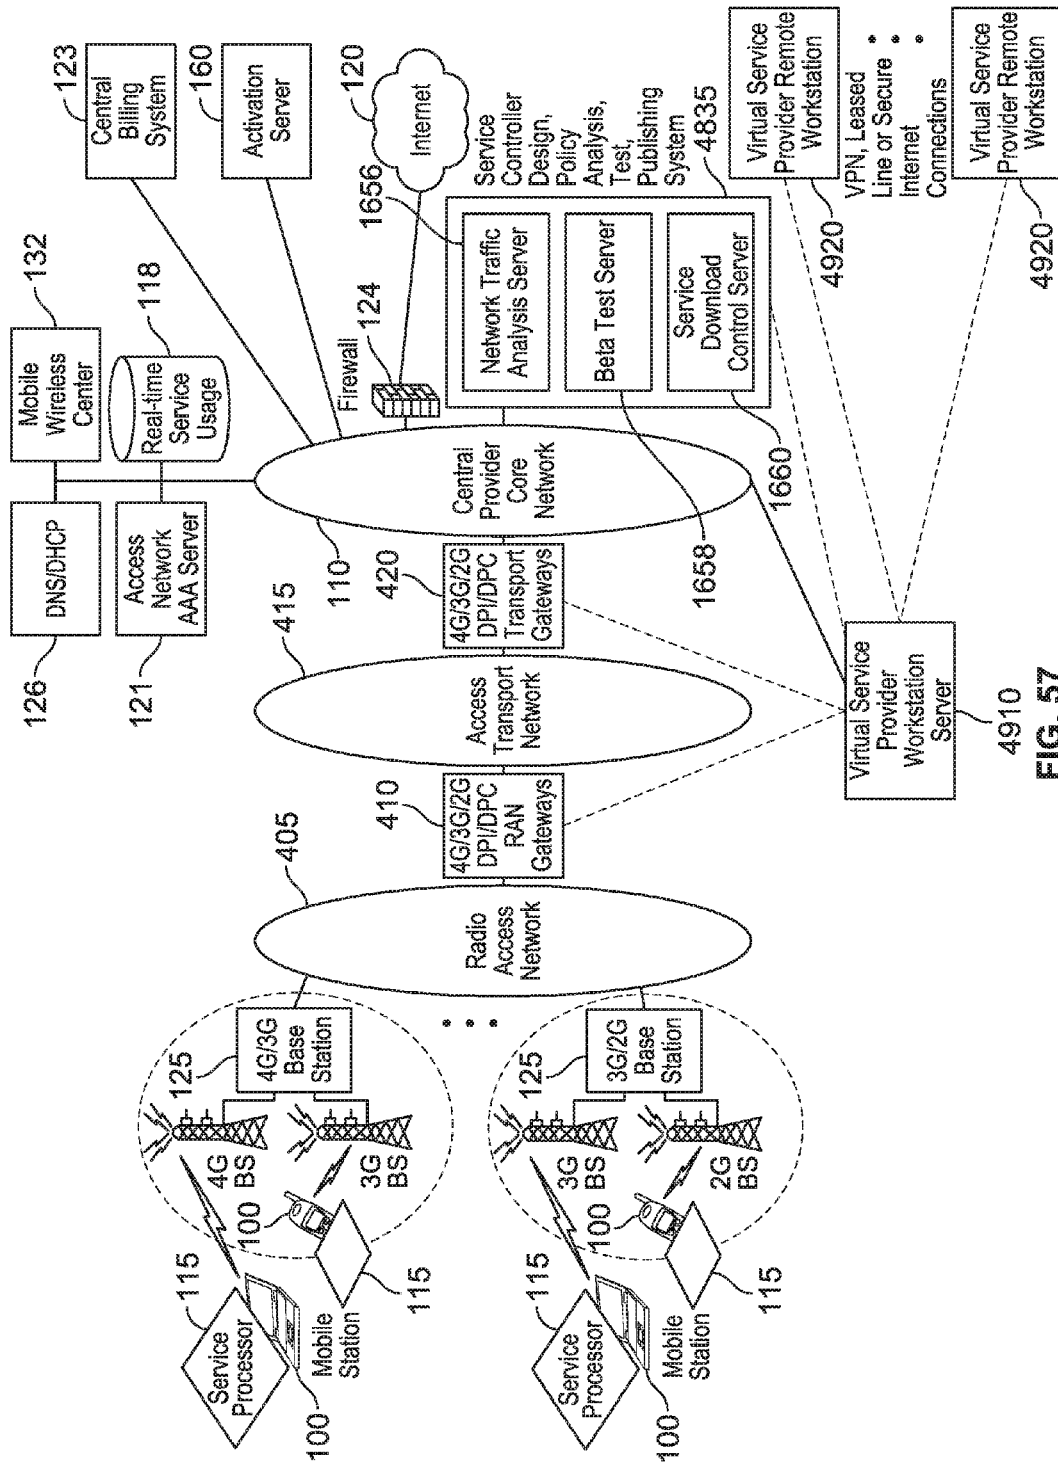 Service
Processor
115
100
Mobile
Station
100
115
4G
BS
3G
BS
125
4G/3G
Base
Station
Service
Processor
115
100
Mobile
Station
100
115
3G
BS
2G
BS
125
3G/2G
Base
Station
405
Radio
Access
Network
410
4G/3G/2G
DPI/DPC
RAN
Gateways
415
Access
Transport
Network
420
4G/3G/2G
DPI/DPC
Transport
Gateways
110
Central
Provider
Core
Network
126
DNS/DHCP
121
Access
Network
AAA Server
Mobile
Wireless
Center
132
Real-time
Service
Usage
118
Central
Billing
System
123
Activation
Server
160
Firewall
124
Internet
120
1656
Network Traffic
Analysis Server
Beta Test Server
1658
Service
Download
Control Server
1660
Service
Controller
Design,
Policy
Analysis,
Test,
Publishing
System
4835
Virtual Service
Provider
Workstation
Server
4910
Virtual Service
Provider Remote
Workstation
4920
VPN, Leased
Line or Secure
Internet
Connections
Virtual Service
Provider Remote
Workstation
4920
FIG. 57